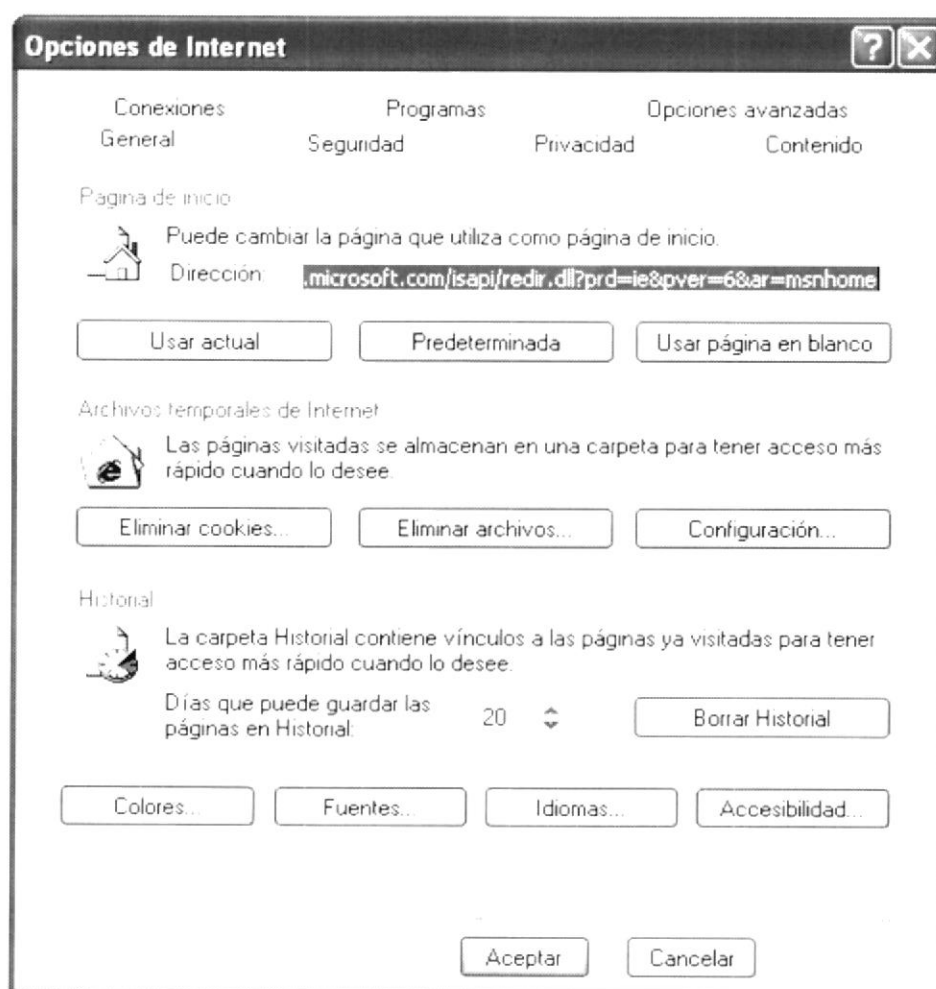 Opciones de Internet
Conexiones Programas Opciones avanzadas
General Seguridad Privacidad Contenido
Pagina de inicio
Puede cambiar la página que utiliza como página de inicio.
Dirección: .microsoft.com/isapi/redir.dll?prd=ie&pver=6&ar=msnhome
Usar actual Predeterminada Usar página en blanco
Archivos temporales de Internet
Las páginas visitadas se almacenan en una carpeta para tener acceso más
rápido cuando lo desee.
Eliminar cookies... Eliminar archivos... Configuración...
Historial
La carpeta Historial contiene vínculos a las páginas ya visitadas para tener
acceso más rápido cuando lo desee.
Días que puede guardar las
páginas en Historial: 20 Borrar Historial
Colores... Fuentes... Idiomas... Accesibilidad...
Aceptar Cancelar